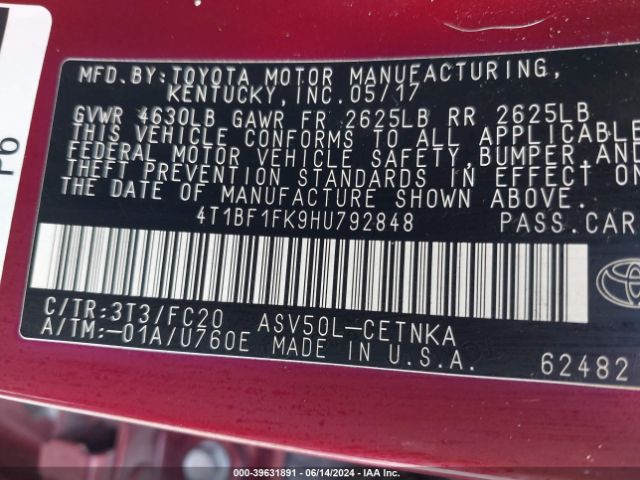 MFD.BY:TOYOTA MOTOR MANUFACTURING,
KENTUCKY,INC.05/17
GVWR 4630LB GAWR FR 2625LB RR 2625LB
THIS VEHICLE CONFORMS TO ALL APPLICABLE
FEDERAL MOTOR VEHICLE SAFETY,BUMPER,AND
THEFT PREVENTION STANDARDS IN EFFECT ON
THE DATE OF MANUFACTURE SHOWN ABOVE.
4T1BF1FK9HU792848 PASS.CAR
C/TR:3T3/FC20 ASV50L-CETNKA
A/TM:-01A/U760E MADE IN U.S.A.
62482
000-39631891 - 06/14/2024 - IAA Inc.